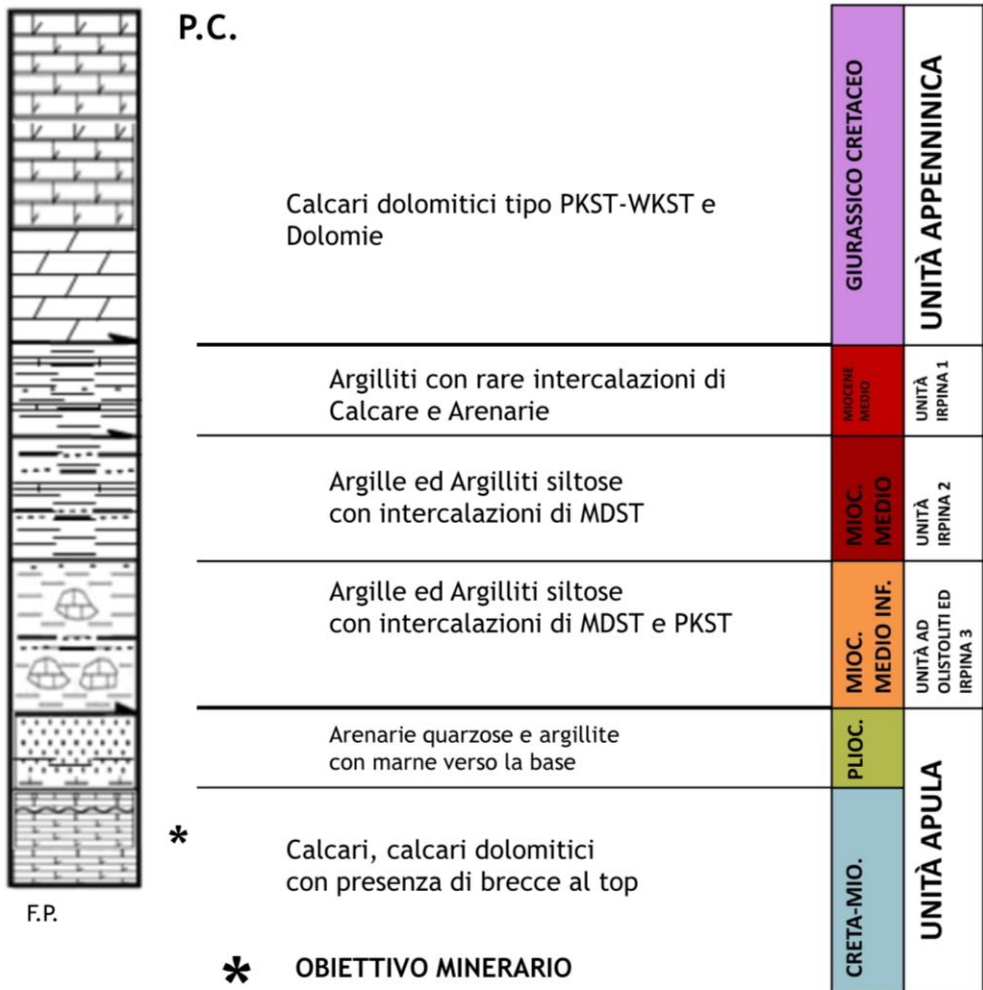 P.C.
Calcari dolomitici tipo PKST-WKST e
Dolomie
GIURASSICO CRETACEO
UNITÀ APPENNINICA
Argilliti con rare intercalazioni di
Calcare e Arenarie
MIOCENE
MEDIO
UNITÀ
IRPINA 1
Argille ed Argilliti siltose
con intercalazioni di MDST
MIOC.
MEDIO
UNITÀ
IRPINA 2
Argille ed Argilliti siltose
con intercalazioni di MDST e PKST
MIOC.
MEDIO INF.
UNITÀ AD
OLISTOLITI ED
IRPINA 3
Arenarie quarzose e argillite
con marne verso la base
PLIOC.
UNITÀ APULA
*
Calcari, calcari dolomitici
con presenza di brecce al top
CRETA-MIO.
F.P.
* OBIETTIVO MINERARIO